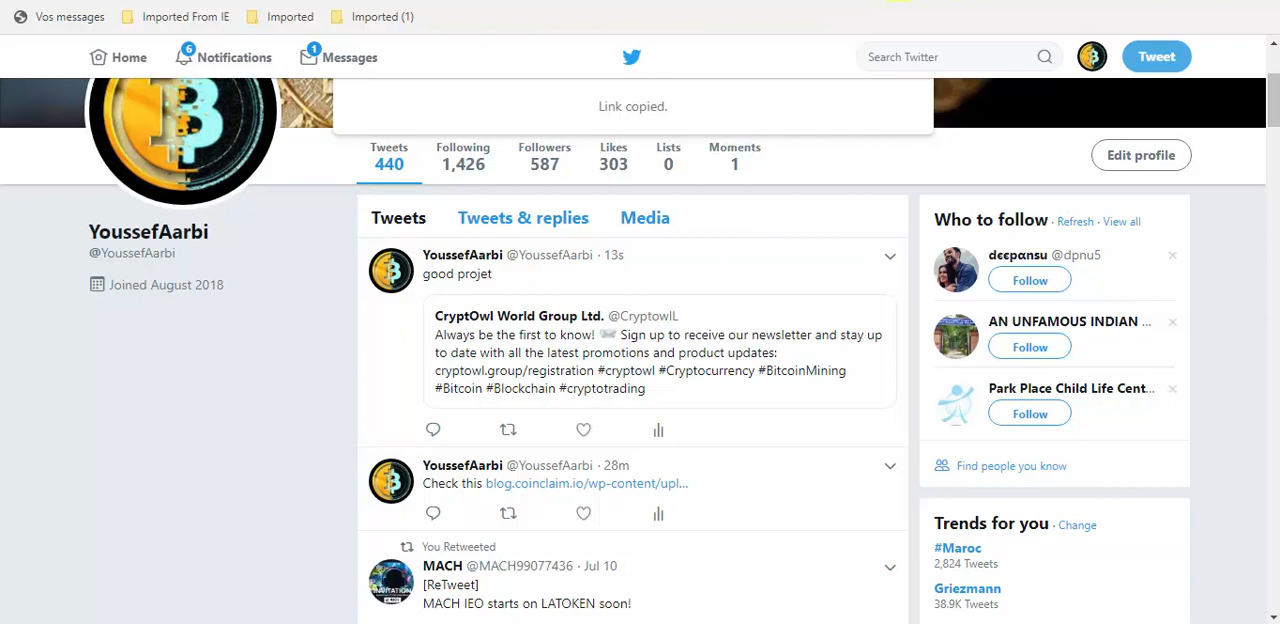 Vos messages Imported From IE Imported Imported (1)
Home 6 Notifications 1 Messages Search Twitter Tweet
Link copied.
Tweets Following Followers Likes Lists Moments
440 1,426 587 303 0 1
Edit profile
YoussefAarbi
@YoussefAarbi
Joined August 2018
Tweets Tweets & replies Media
YoussefAarbi @YoussefAarbi · 13s
good projet
CryptOwl World Group Ltd. @CryptowlL
Always be the first to know! Sign up to receive our newsletter and stay up
to date with all the latest promotions and product updates:
cryptowl.group/registration #cryptowl #Cryptocurrency #BitcoinMining
#Bitcoin #Blockchain #cryptotrading
YoussefAarbi @YoussefAarbi · 28m
Check this blog.coinclaim.io/wp-content/upl...
You Retweeted
MACH @MACH99077436 · Jul 10
[ReTweet]
MACH IEO starts on LATOKEN soon!
INVITATION
Who to follow · Refresh · View all
dєєpαnsu @dpnu5
Follow
AN UNFAMOUS INDIAN ...
Follow
Park Place Child Life Cent...
Follow
Find people you know
Trends for you · Change
#Maroc
2,824 Tweets
Griezmann
38.9K Tweets